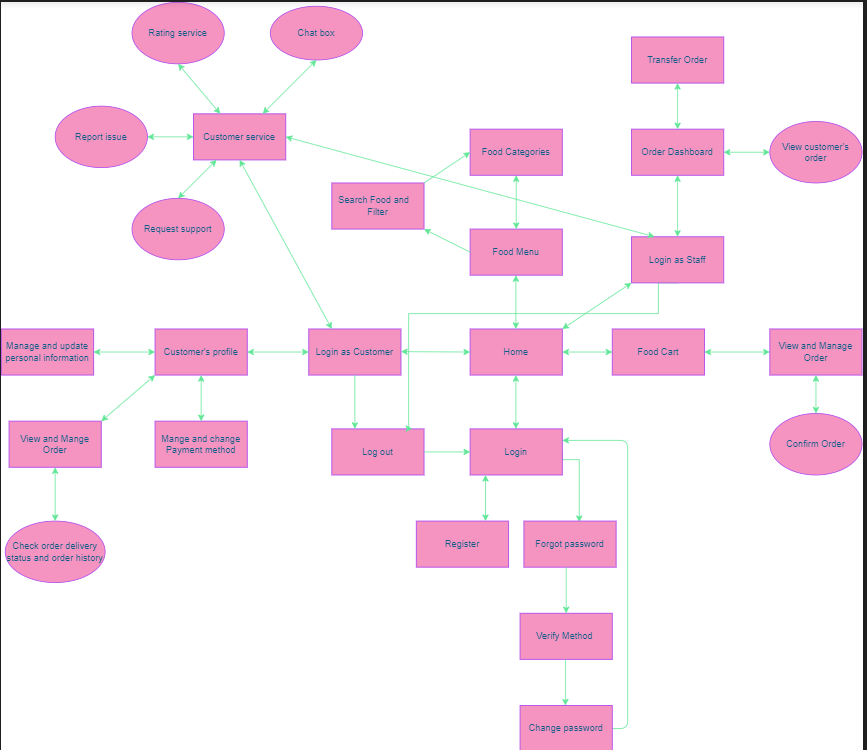 Rating service
Chat box
Transfer Order
Report issue
Customer service
Food Categories
Order Dashboard
View customer's
order
Search Food and
Filter
Request support
Food Menu
Login as Staff
Manage and update
personal information
Customer's profile
Login as Customer
Home
Food Cart
View and Manage
Order
View and Mange
Order
Mange and change
Payment method
Log out
Login
Confirm Order
Check order delivery
status and order history
Register
Forgot password
Verify Method
Change password